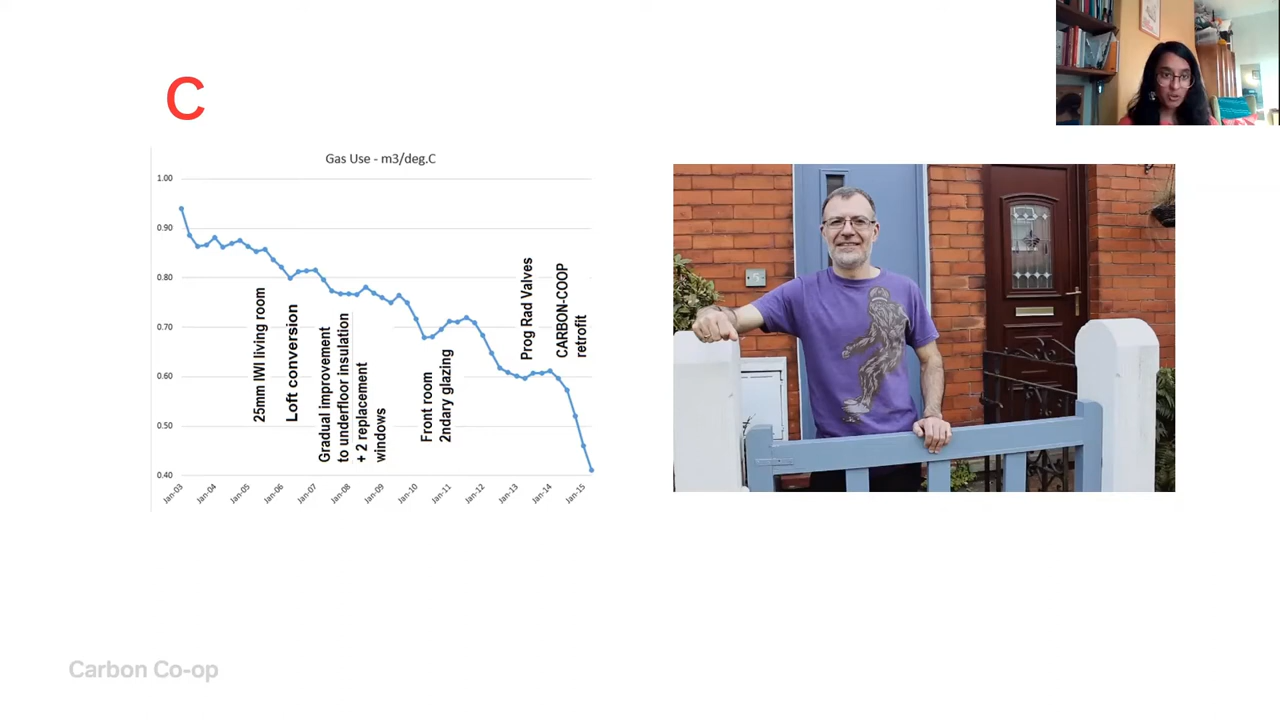 C
Gas Use - m3/deg.C
1.00
0.90
0.80
0.70
0.60
0.50
0.40
25mm IWI living room
Loft conversion
Gradual improvement
to underfloor insulation
+ 2 replacement
windows
Front room
2ndary glazing
Prog Rad Valves
CARBON-COOP
retrofit
Jan-03
Jan-04
Jan-05
Jan-06
Jan-07
Jan-08
Jan-09
Jan-10
Jan-11
Jan-12
Jan-13
Jan-14
Jan-15
Carbon Co-op